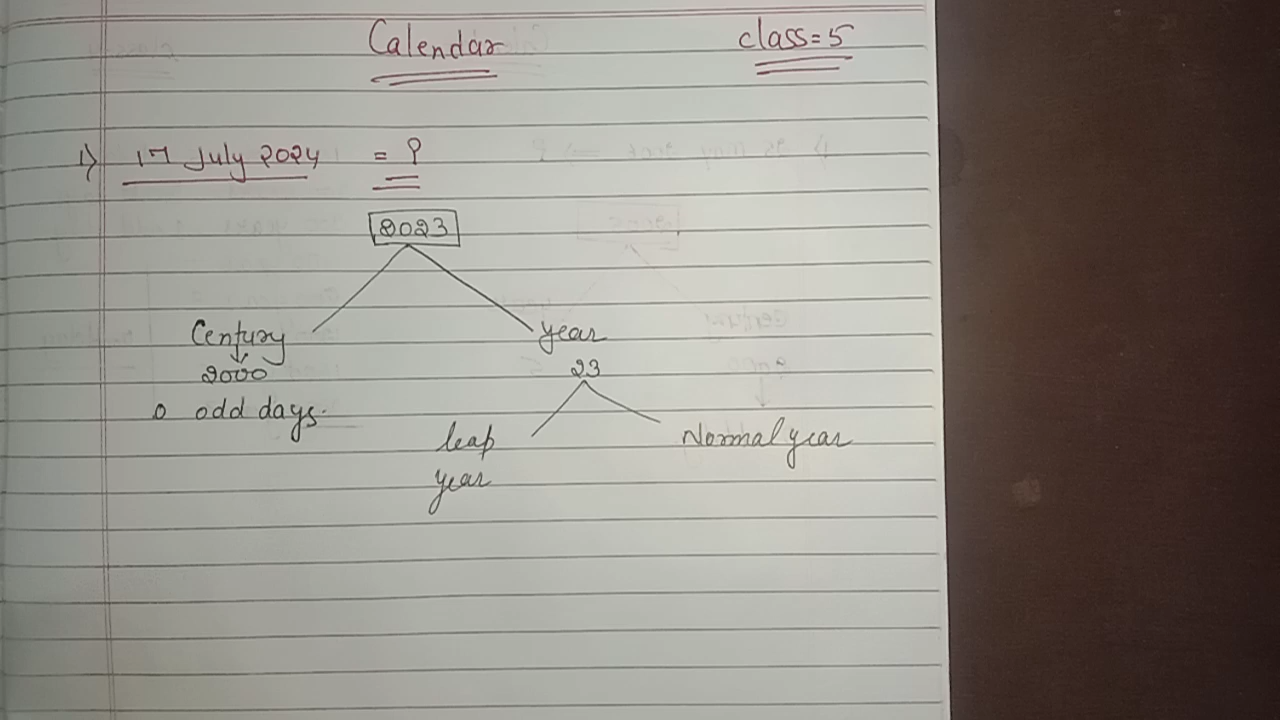 Calendar class=5
1) 17 July 2024 = ?
2023
Century year
2000 23
0 odd days.
leap Normal year
year